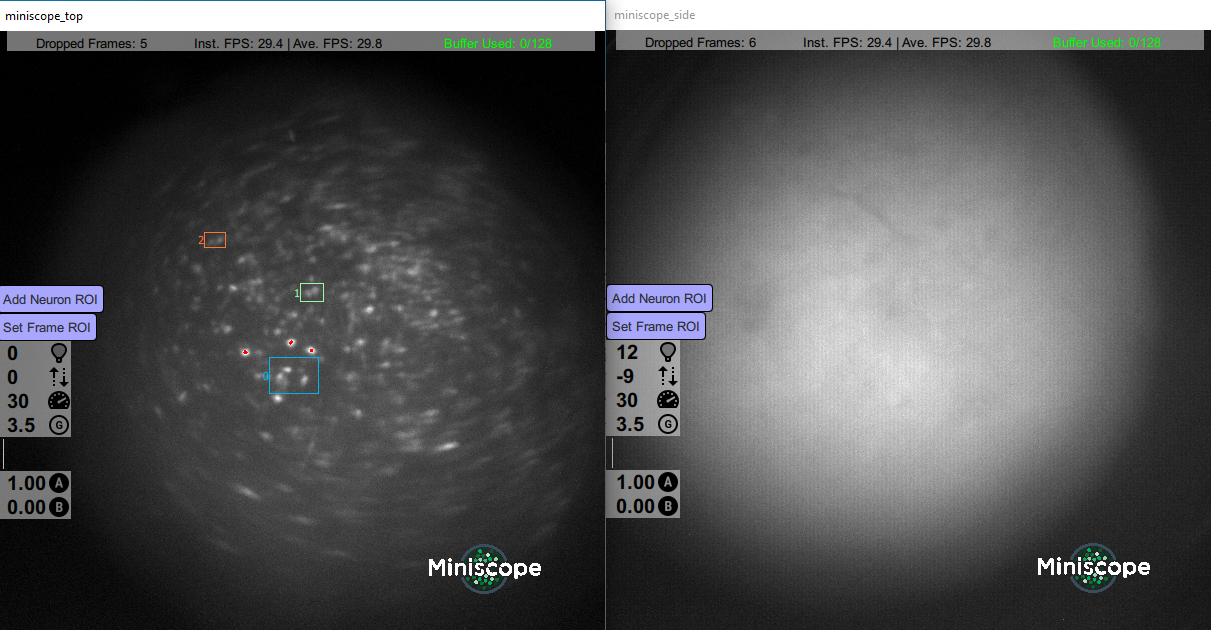 miniscope_top
Dropped Frames: 5 Inst. FPS: 29.4 | Ave. FPS: 29.8 Buffer Used: 0/128
2
1
Add Neuron ROI
Set Frame ROI
0
0
0
30
3.5 G
1.00 A
0.00 B
Miniscope
miniscope_side
Dropped Frames: 6 Inst. FPS: 29.4 | Ave. FPS: 29.8 Buffer Used: 0/128
Add Neuron ROI
Set Frame ROI
12
-9
30
3.5 G
1.00 A
0.00 B
Miniscope